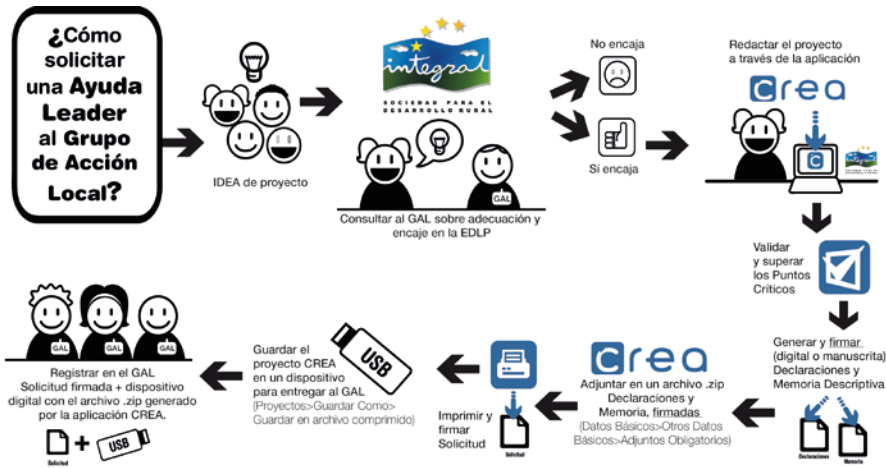 ¿Cómo
solicitar
una Ayuda
Leader
al Grupo
de Acción
Local?
IDEA de proyecto
integral
SOCIEDAD PARA EL
DESARROLLO RURAL
GAL
Consultar al GAL sobre adecuación y
encaje en la EDLP
No encaja
Sí encaja
Redactar el proyecto
a través de la aplicación
crea
c
Validar
y superar
los Puntos
Críticos
Generar y firmar
(digital o manuscrita)
Declaraciones y
Memoria Descriptiva
Declaraciones
Memoria
crea
Adjuntar en un archivo .zip
Declaraciones y
Memoria, firmadas
(Datos Básicos>Otros Datos
Básicos>Adjuntos Obligatorios)
Imprimir y
firmar
Solicitud
Solicitud
USB
Guardar el
proyecto CREA
en un dispositivo
para entregar al GAL
(Proyectos>Guardar Como>
Guardar en archivo comprimido)
GAL
GAL
GAL
Registrar en el GAL
Solicitud firmada + dispositivo
digital con el archivo .zip generado
por la aplicación CREA.
Solicitud
+
USB